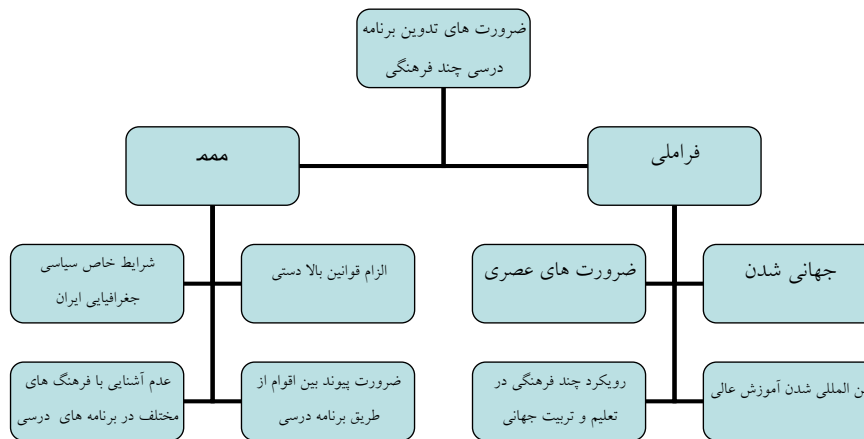 ضرورت های تدوین برنامه
درسی چند فرهنگی
فراملی
ممم
جهانی شدن
ضرورت های عصری
الزام قوانین بالا دستی
شرایط خاص سیاسی
جغرافیایی ایران
ن المللی شدن آموزش عالی
رویکرد چند فرهنگی در
تعلیم و تربیت جهانی
ضرورت پیوند بین اقوام از
طریق برنامه درسی
عدم آشنایی با فرهنگ های
مختلف در برنامه های درسی